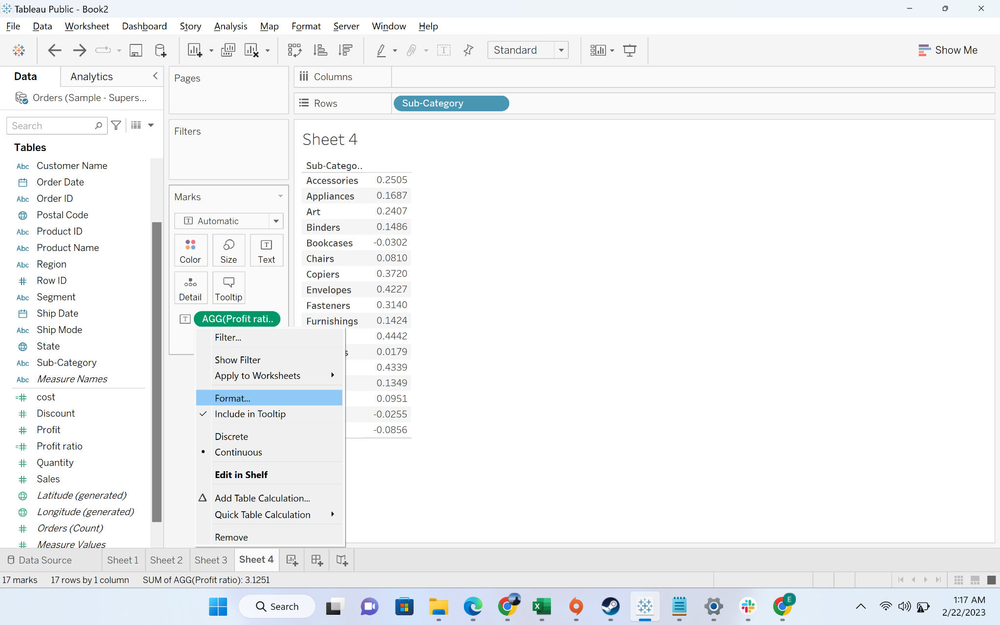 Tableau Public - Book2
File Data Worksheet Dashboard Story Analysis Map Format Server Window Help
Standard
Show Me
Data
Analytics
Orders (Sample - Supers...
Search
Tables
Abc Customer Name
Order Date
Abc Order ID
Postal Code
Abc Product ID
Abc Product Name
Abc Region
Row ID
Abc Segment
Ship Date
Abc Ship Mode
State
Abc Sub-Category
Abc Measure Names
cost
Discount
Profit
Profit ratio
Quantity
Sales
Latitude (generated)
Longitude (generated)
Orders (Count)
Measure Values
Pages
Filters
Marks
Automatic
Color
Size
Text
Detail
Tooltip
AGG(Profit rati..
Filter...
Show Filter
Apply to Worksheets
Format...
Include in Tooltip
Discrete
Continuous
Edit in Shelf
Add Table Calculation...
Quick Table Calculation
Remove
Columns
Rows
Sub-Category
Sheet 4
Sub-Catego..
Accessories 0.2505
Appliances 0.1687
Art 0.2407
Binders 0.1486
Bookcases -0.0302
Chairs 0.0810
Copiers 0.3720
Envelopes 0.4227
Fasteners 0.3140
Furnishings 0.1424
0.4442
s 0.0179
0.4339
0.1349
0.0951
-0.0255
-0.0856
Data Source Sheet 1 Sheet 2 Sheet 3 Sheet 4
17 marks 17 rows by 1 column SUM of AGG(Profit ratio): 3.1251
Search
E
1:17 AM
2/22/2023